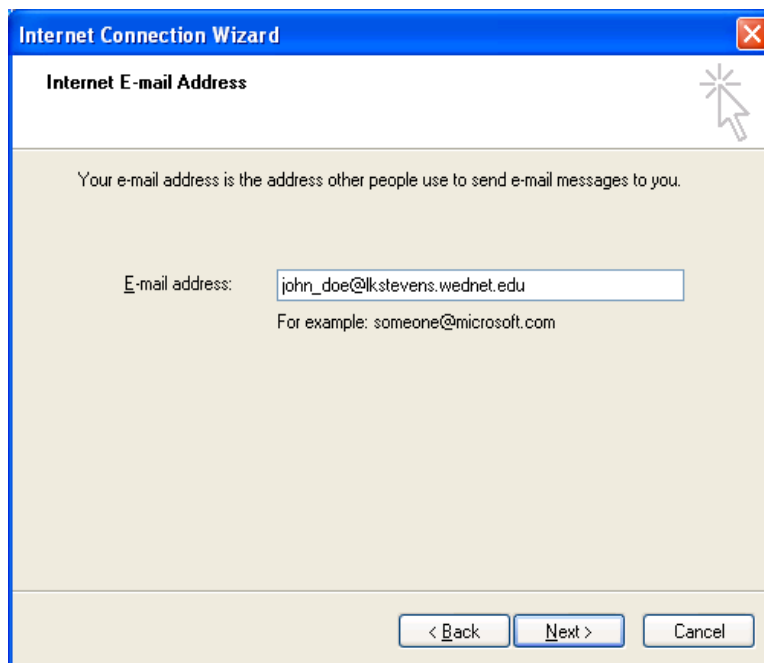 Internet Connection Wizard
Internet E-mail Address
Your e-mail address is the address other people use to send e-mail messages to you.
E-mail address: john_doe@lkstevens.wednet.edu
For example: someone@microsoft.com
< Back Next > Cancel